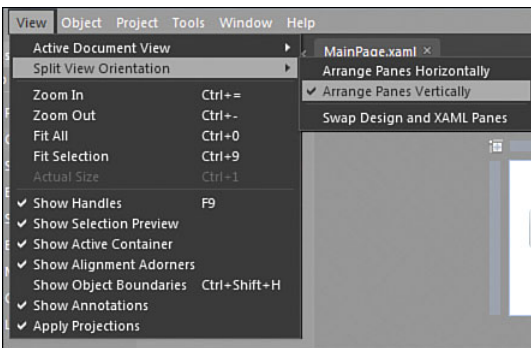 View Object Project Tools Window Help
Active Document View
Split View Orientation
Zoom In Ctrl+=
Zoom Out Ctrl+-
Fit All Ctrl+0
Fit Selection Ctrl+9
Actual Size Ctrl+1
Show Handles F9
Show Selection Preview
Show Active Container
Show Alignment Adorners
Show Object Boundaries Ctrl+Shift+H
Show Annotations
Apply Projections
MainPage.xaml ×
Arrange Panes Horizontally
Arrange Panes Vertically
Swap Design and XAML Panes